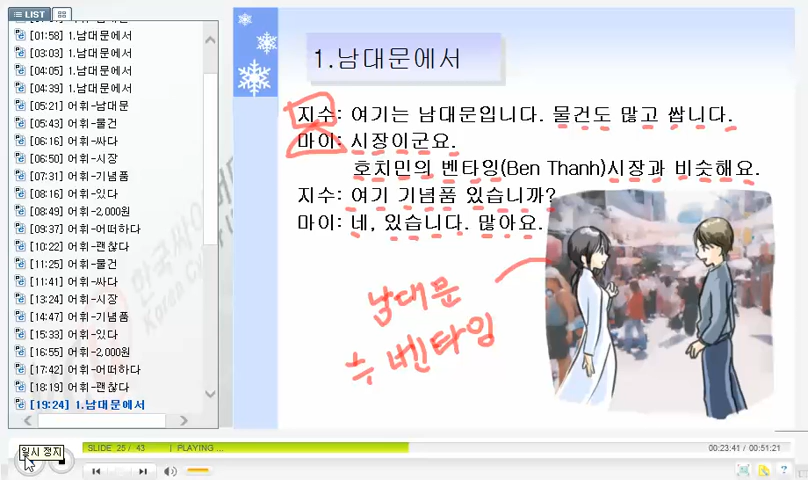 LIST
[01:58] 1.남대문에서
[03:03] 1.남대문에서
[04:05] 1.남대문에서
[04:39] 1.남대문에서
[05:21] 어휘-남대문
[05:43] 어휘-물건
[06:16] 어휘-싸다
[06:50] 어휘-시장
[07:31] 어휘-기념품
[08:16] 어휘-있다
[08:49] 어휘-2,000원
[09:37] 어휘-어떠하다
[10:22] 어휘-괜찮다
[11:25] 어휘-물건
[11:41] 어휘-싸다
[13:24] 어휘-시장
[14:47] 어휘-기념품
[15:33] 어휘-있다
[16:55] 어휘-2,000원
[17:42] 어휘-어떠하다
[18:19] 어휘-괜찮다
[19:24] 1.남대문에서
1.남대문에서
지수: 여기는 남대문입니다. 물건도 많고 쌉니다.
마이: 시장이군요.
호치민의 벤타잉(Ben Thanh)시장과 비슷해요.
지수: 여기 기념품 있습니까?
마이: 네, 있습니다. 많아요.
남대문
벤타임
일시 정지
SLIDE 25 / 43 PLAYING ...
00:23:41 / 00:51:21